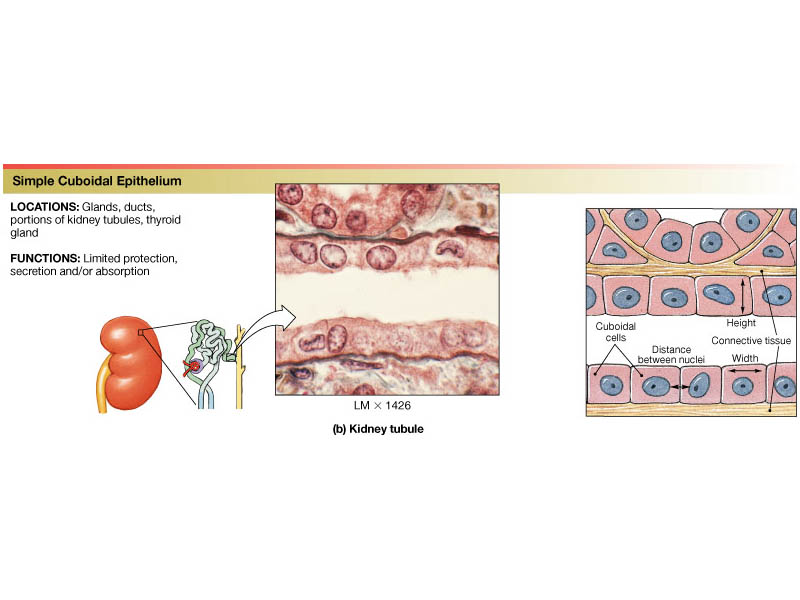 Simple Cuboidal Epithelium
LOCATIONS: Glands, ducts,
portions of kidney tubules, thyroid
gland
FUNCTIONS: Limited protection,
secretion and/or absorption
LM × 1426
(b) Kidney tubule
Height
Cuboidal
cells
Connective tissue
Distance
between nuclei
Width